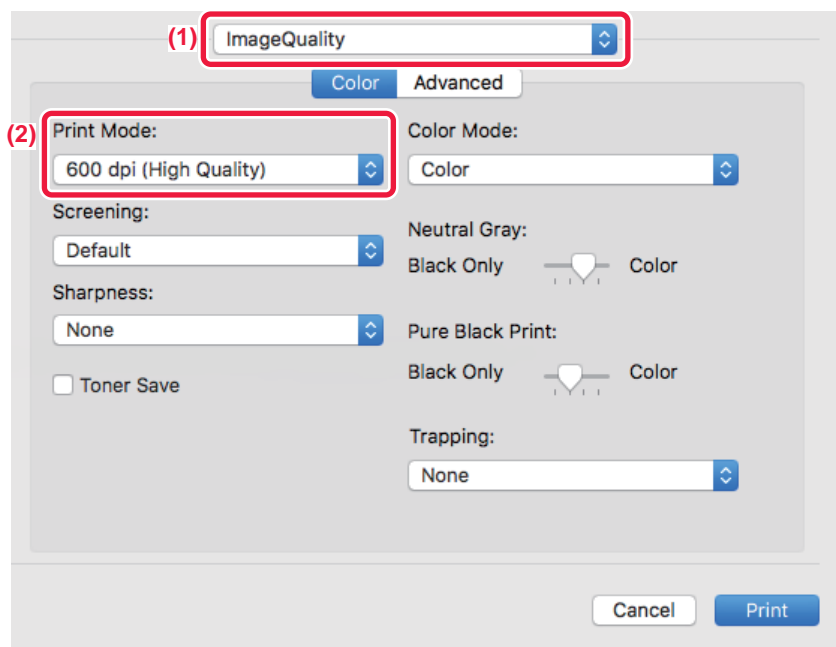 (1) ImageQuality
Color Advanced
(2) Print Mode:
600 dpi (High Quality)
Screening:
Default
Sharpness:
None
Toner Save
Color Mode:
Color
Neutral Gray:
Black Only Color
Pure Black Print:
Black Only Color
Trapping:
None
Cancel Print